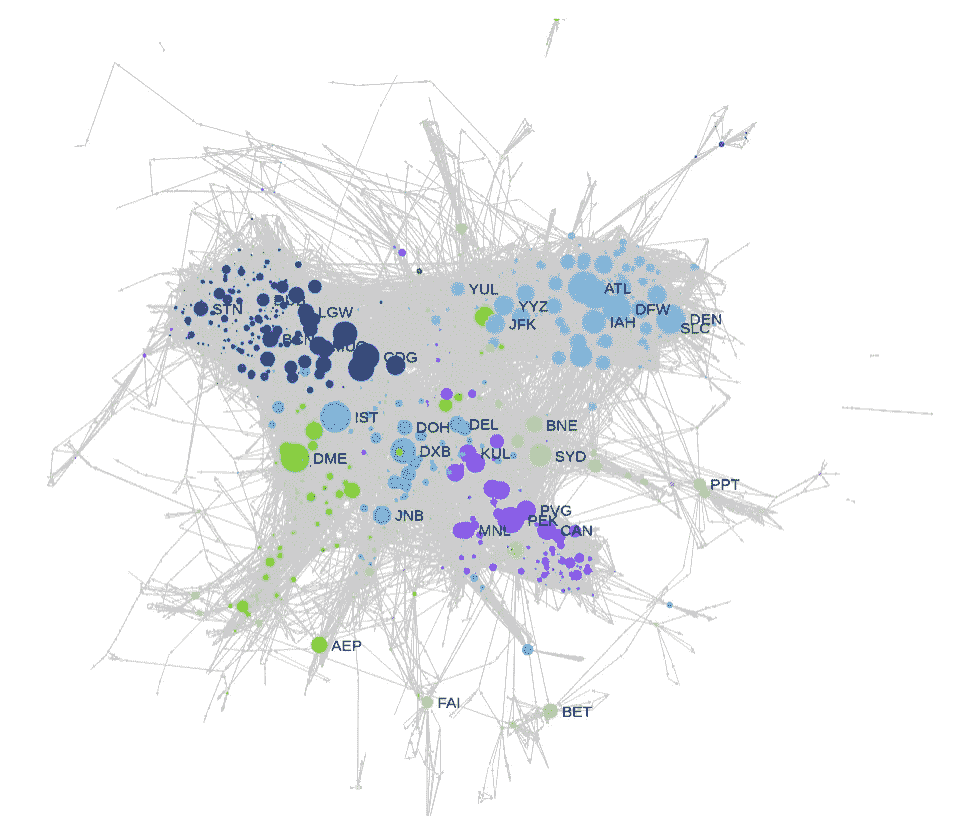 YUL
ATL
YYZ
STN
DFW
LGW
DEN
JFK
IAH
SLC
BCN
MUC
CDG
IST
DOH
DEL
BNE
DXB
KUL
SYD
DME
PPT
PVG
JNB
PEK
MNL
CAN
AEP
FAI
BET